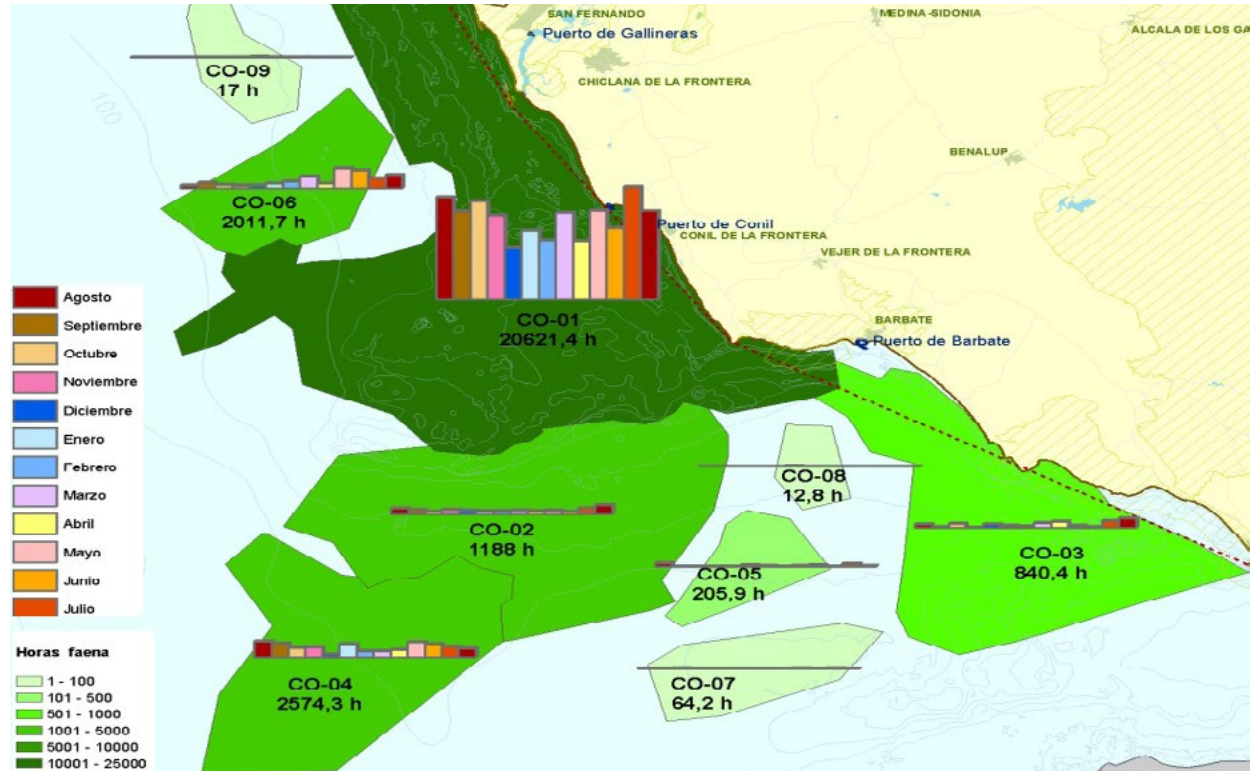 SAN FERNANDO
MEDINA-SIDONIA
Puerto de Gallineras
ALCALA DE LOS GA
CHICLANA DE LA FRONTERA
CO-09
17 h
100
BENALUP
CO-06
2011,7 h
Puerto de Conil
CONIL DE LA FRONTERA
VEJER DE LA FRONTERA
CO-01
20621,4 h
BARBATE
Puerto de Barbate
Agosto
Septiembre
Octubre
Noviembre
Diciembre
Enero
Febrero
Marzo
Abril
Mayo
Junio
Julio
CO-08
12,8 h
CO-02
1188 h
CO-03
840,4 h
CO-05
205,9 h
CO-04
2574,3 h
CO-07
64,2 h
Horas faena
1 - 100
101 - 500
501 - 1000
1001 - 5000
5001 - 10000
10001 - 25000